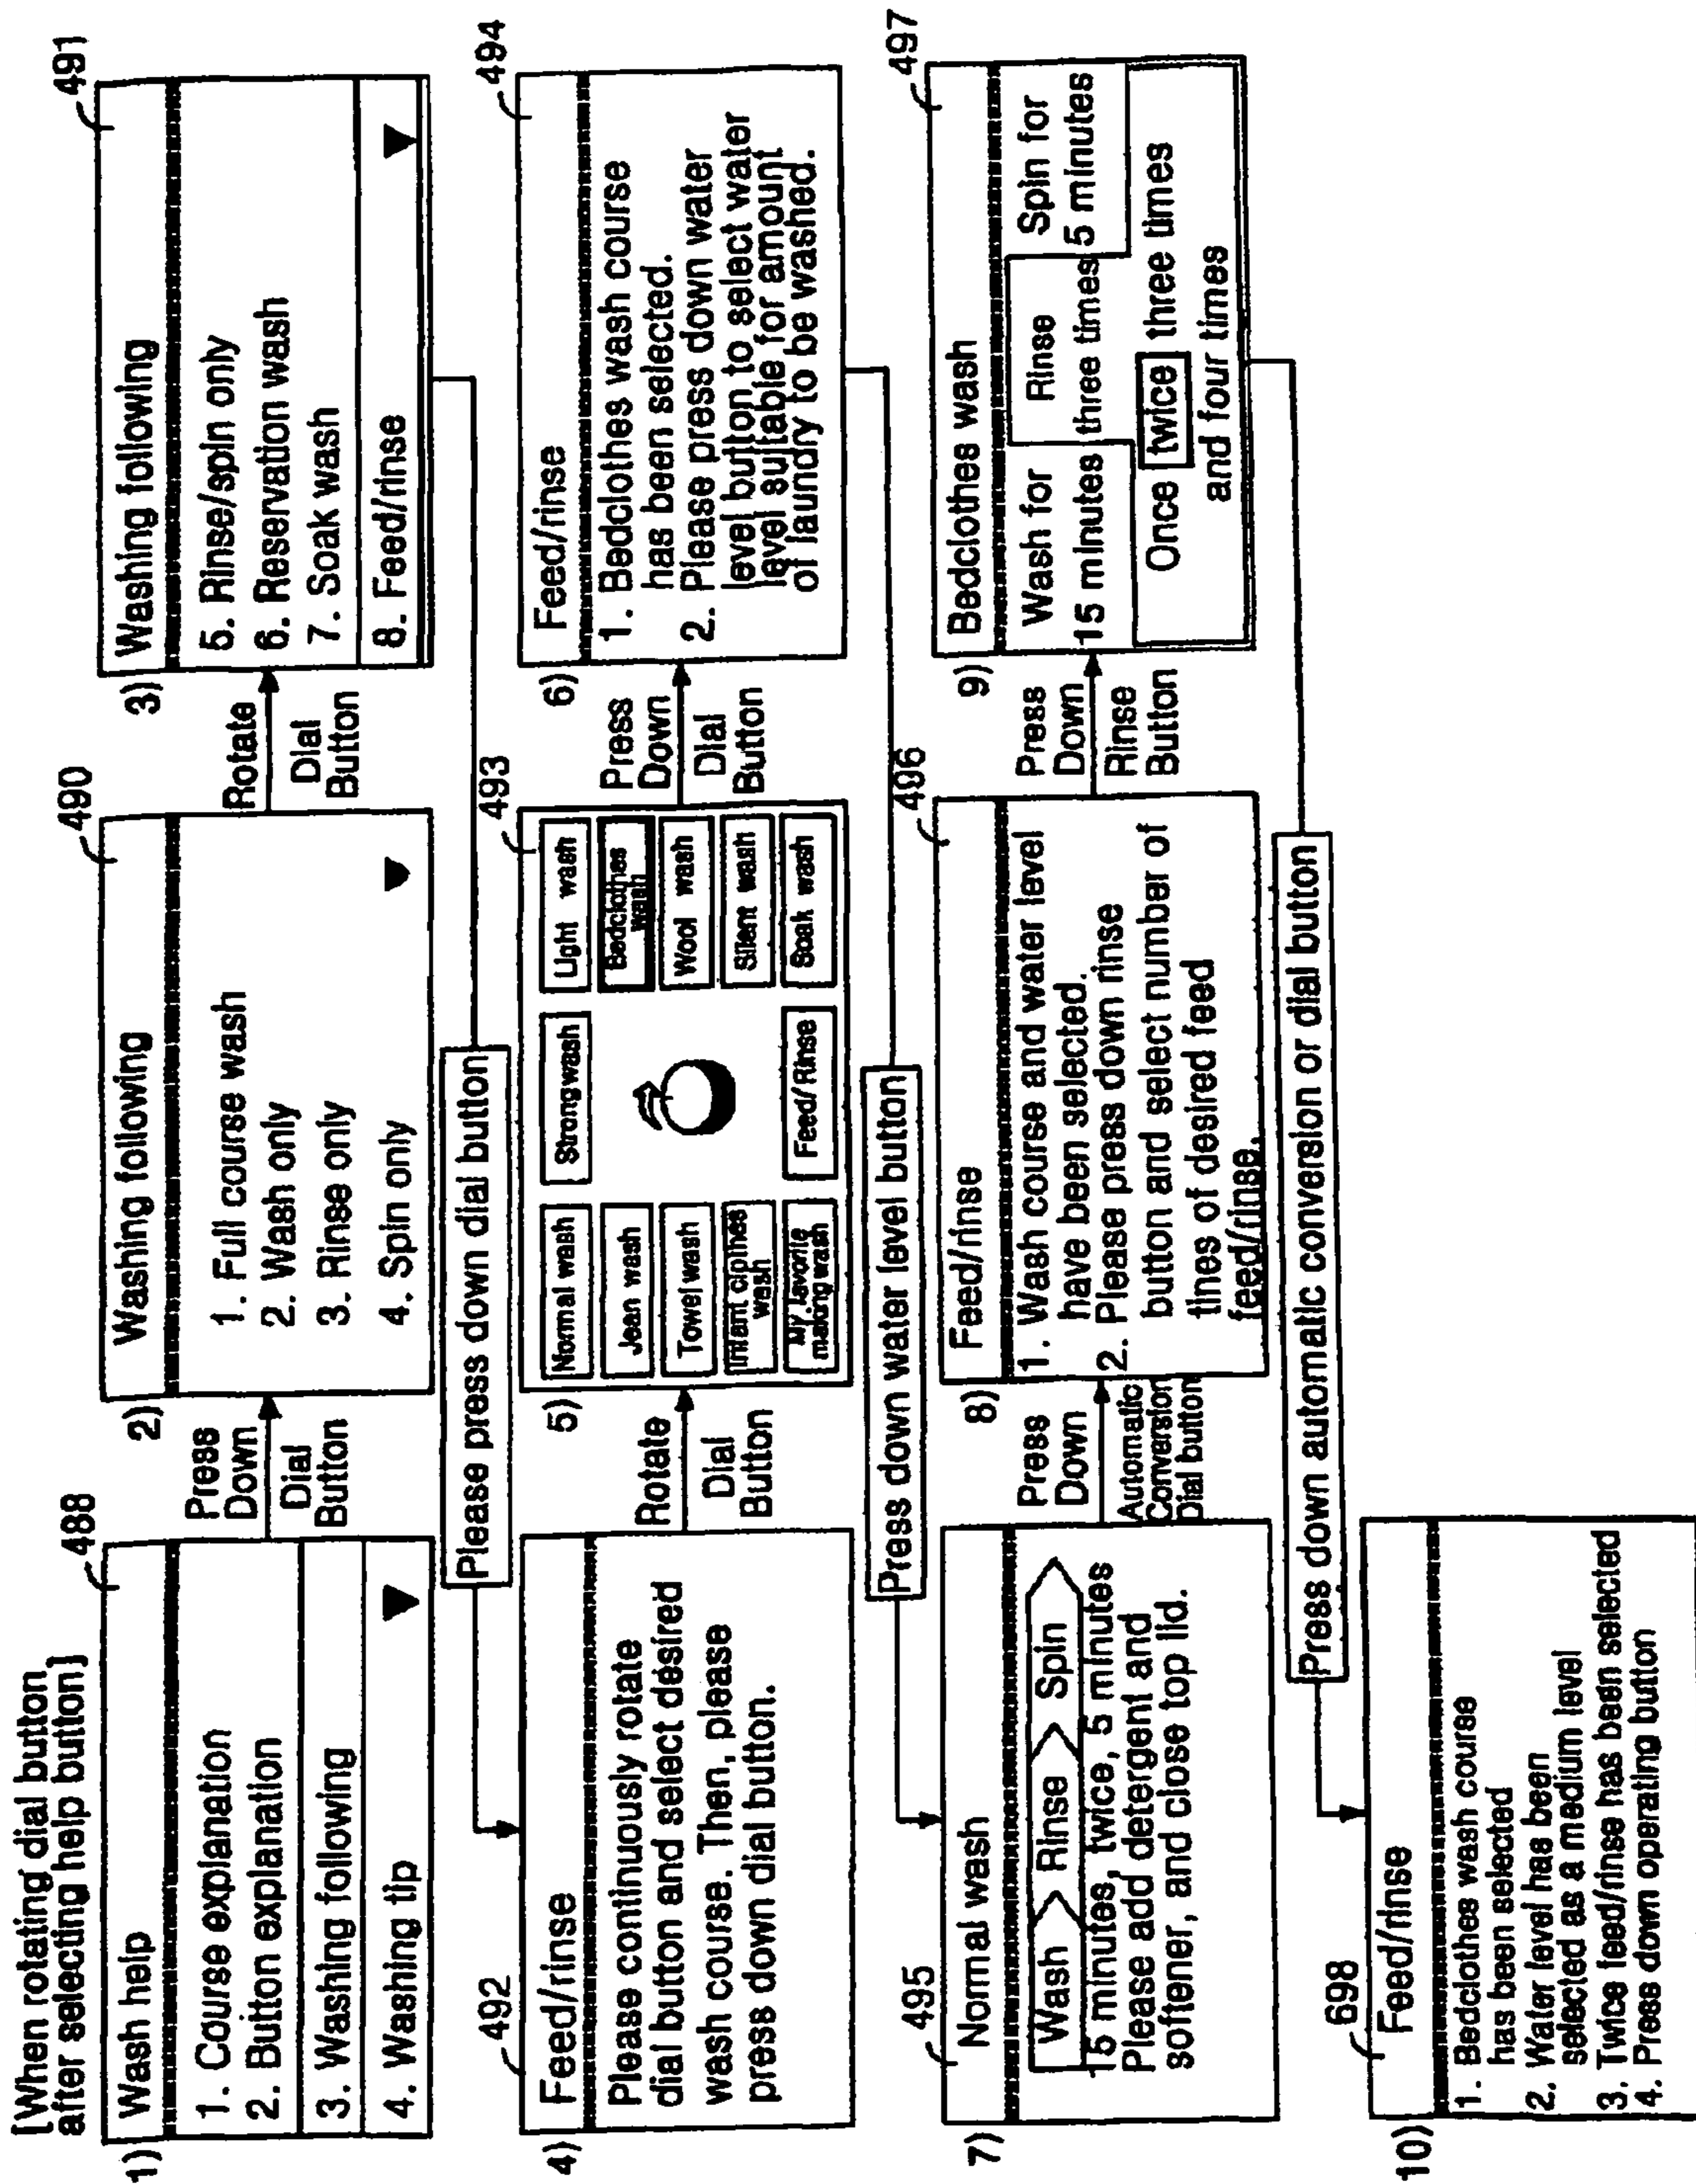 [When rotating dial button
after selecting help button]
1)
488
Wash help
1. Course explanation
2. Button explanation
3. Washing following
4. Washing tip
Press
Down
Dial
Button
2)
490
Washing following
1. Full course wash
2. Wash only
3. Rinse only
4. Spin only
Rotate
Dial
Button
3)
491
Washing following
5. Rinse/spin only
6. Reservation wash
7. Soak wash
8. Feed/rinse
Please press down dial button
4)
492
Feed/rinse
Please continuously rotate
dial button and select desired
wash course. Then, please
press down dial button.
Rotate
Dial
Button
5)
493
Normal wash
Strong wash
Light wash
Jean wash
Bedclothes
wash
Towel wash
Wool wash
Infant clothes
wash
Silent wash
My favorite
making wash
Feed/Rinse
Soak wash
Press
Down
Dial
Button
6)
494
Feed/rinse
1. Bedclothes wash course
has been selected.
2. Please press down water
level button to select water
level suitable for amount
of laundry to be washed.
Press down water level button
7)
495
Normal wash
Wash Rinse Spin
15 minutes, twice, 5 minutes
Please add detergent and
softener, and close top lid.
Press
Down
Automatic
Conversion
Dial button
8)
496
Feed/rinse
1. Wash course and water level
have been selected.
2. Please press down rinse
button and select number of
tines of desired feed
feed/rinse.
Press
Down
Rinse
Button
9)
497
Bedclothes wash
Wash for Rinse Spin for
15 minutes three times 5 minutes
Once twice three times
and four times
Press down automatic conversion or dial button
10)
698
Feed/rinse
1. Bedclothes wash course
has been selected
2. Water level has been
selected as a medium level
3. Twice feed/rinse has been selected
4. Press down operating button